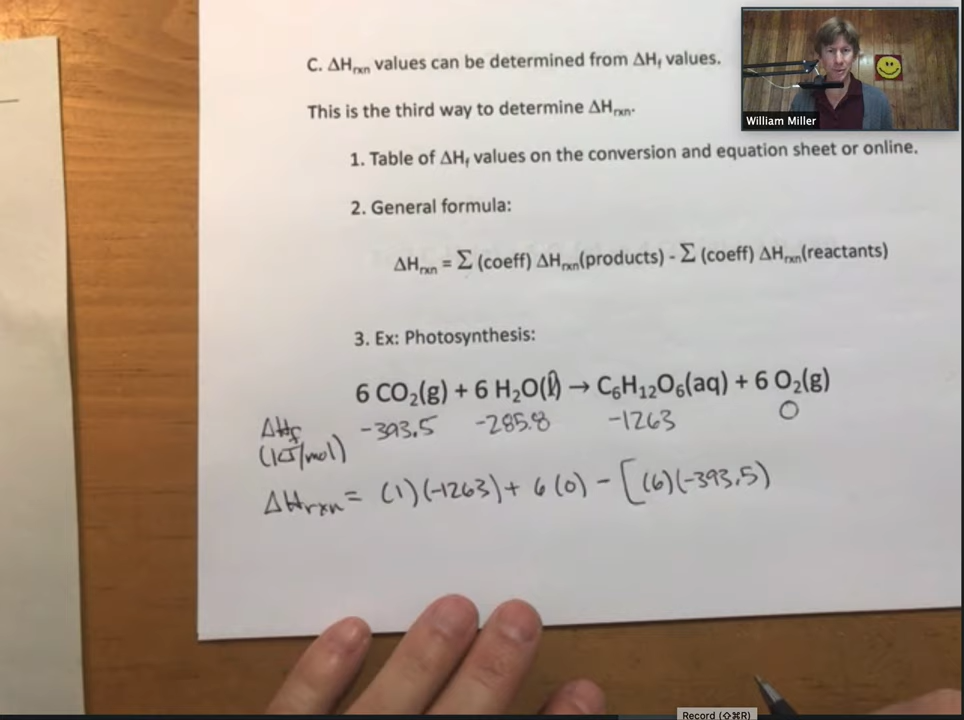 C. ΔHrxn values can be determined from ΔHf values.
William Miller
This is the third way to determine ΔHrxn.
1. Table of ΔHf values on the conversion and equation sheet or online.
2. General formula:
ΔHrxn = Σ (coeff) ΔHrxn(products) - Σ (coeff) ΔHrxn(reactants)
3. Ex: Photosynthesis:
6 CO₂(g) + 6 H₂O(l) → C₆H₁₂O₆(aq) + 6 O₂(g)
ΔHf -393.5 -285.8 -1263 0
(kJ/mol)
ΔHrxn = (1)(-1263) + 6(0) - [(6)(-393.5)
Record (⇧⌘R)